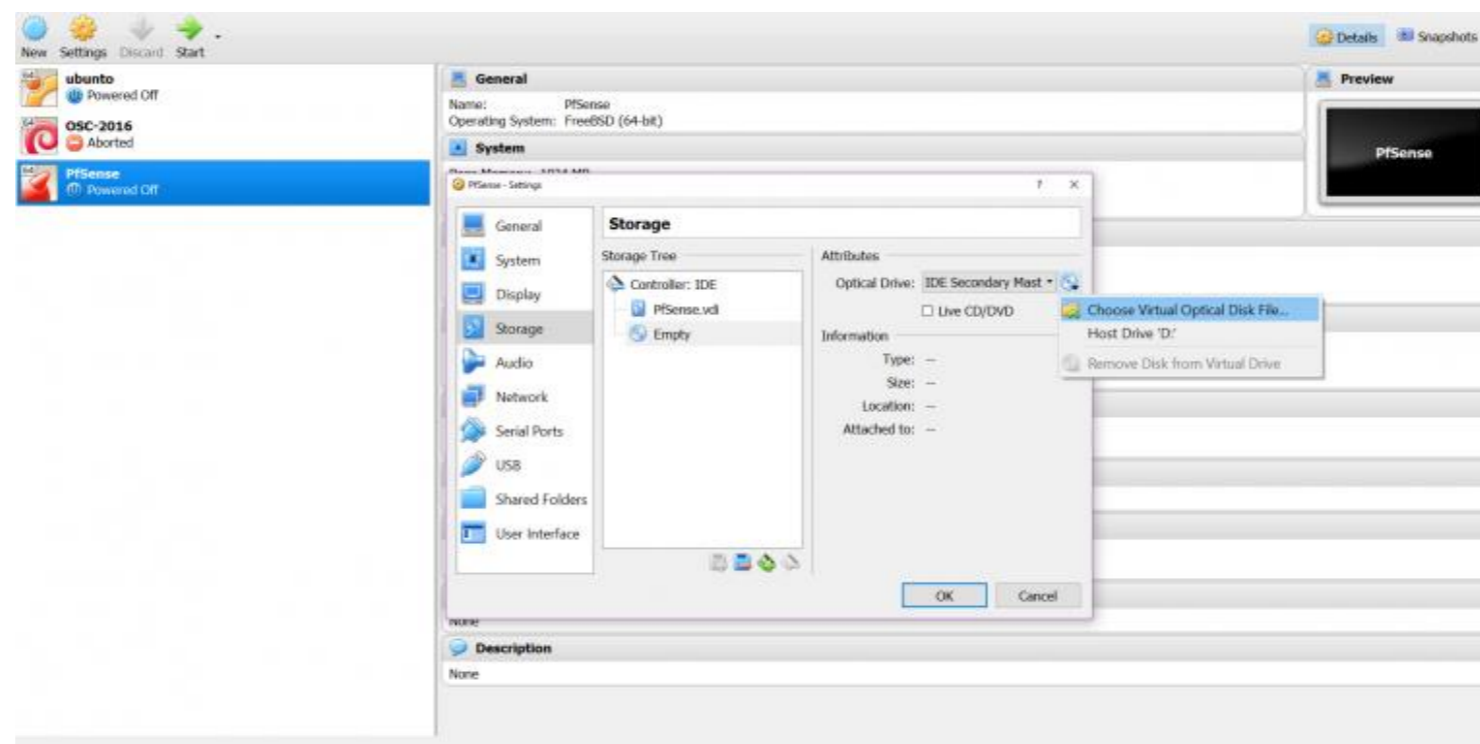 New Settings Discard Start
Details Snapshots
64 ubunto
Powered Off
64 OSC-2016
Aborted
64 PfSense
Powered Off
General
Name: PfSense
Operating System: FreeBSD (64-bit)
System
Preview
PfSense
PfSense - Settings ? ×
General
System
Display
Storage
Audio
Network
Serial Ports
USB
Shared Folders
User Interface
Storage
Storage Tree
Controller: IDE
PfSense.vdi
Empty
Attributes
Optical Drive: IDE Secondary Mast
Live CD/DVD
Information
Type: --
Size: --
Location: --
Attached to: --
Choose Virtual Optical Disk File...
Host Drive 'D:'
Remove Disk from Virtual Drive
OK Cancel
None
Description
None